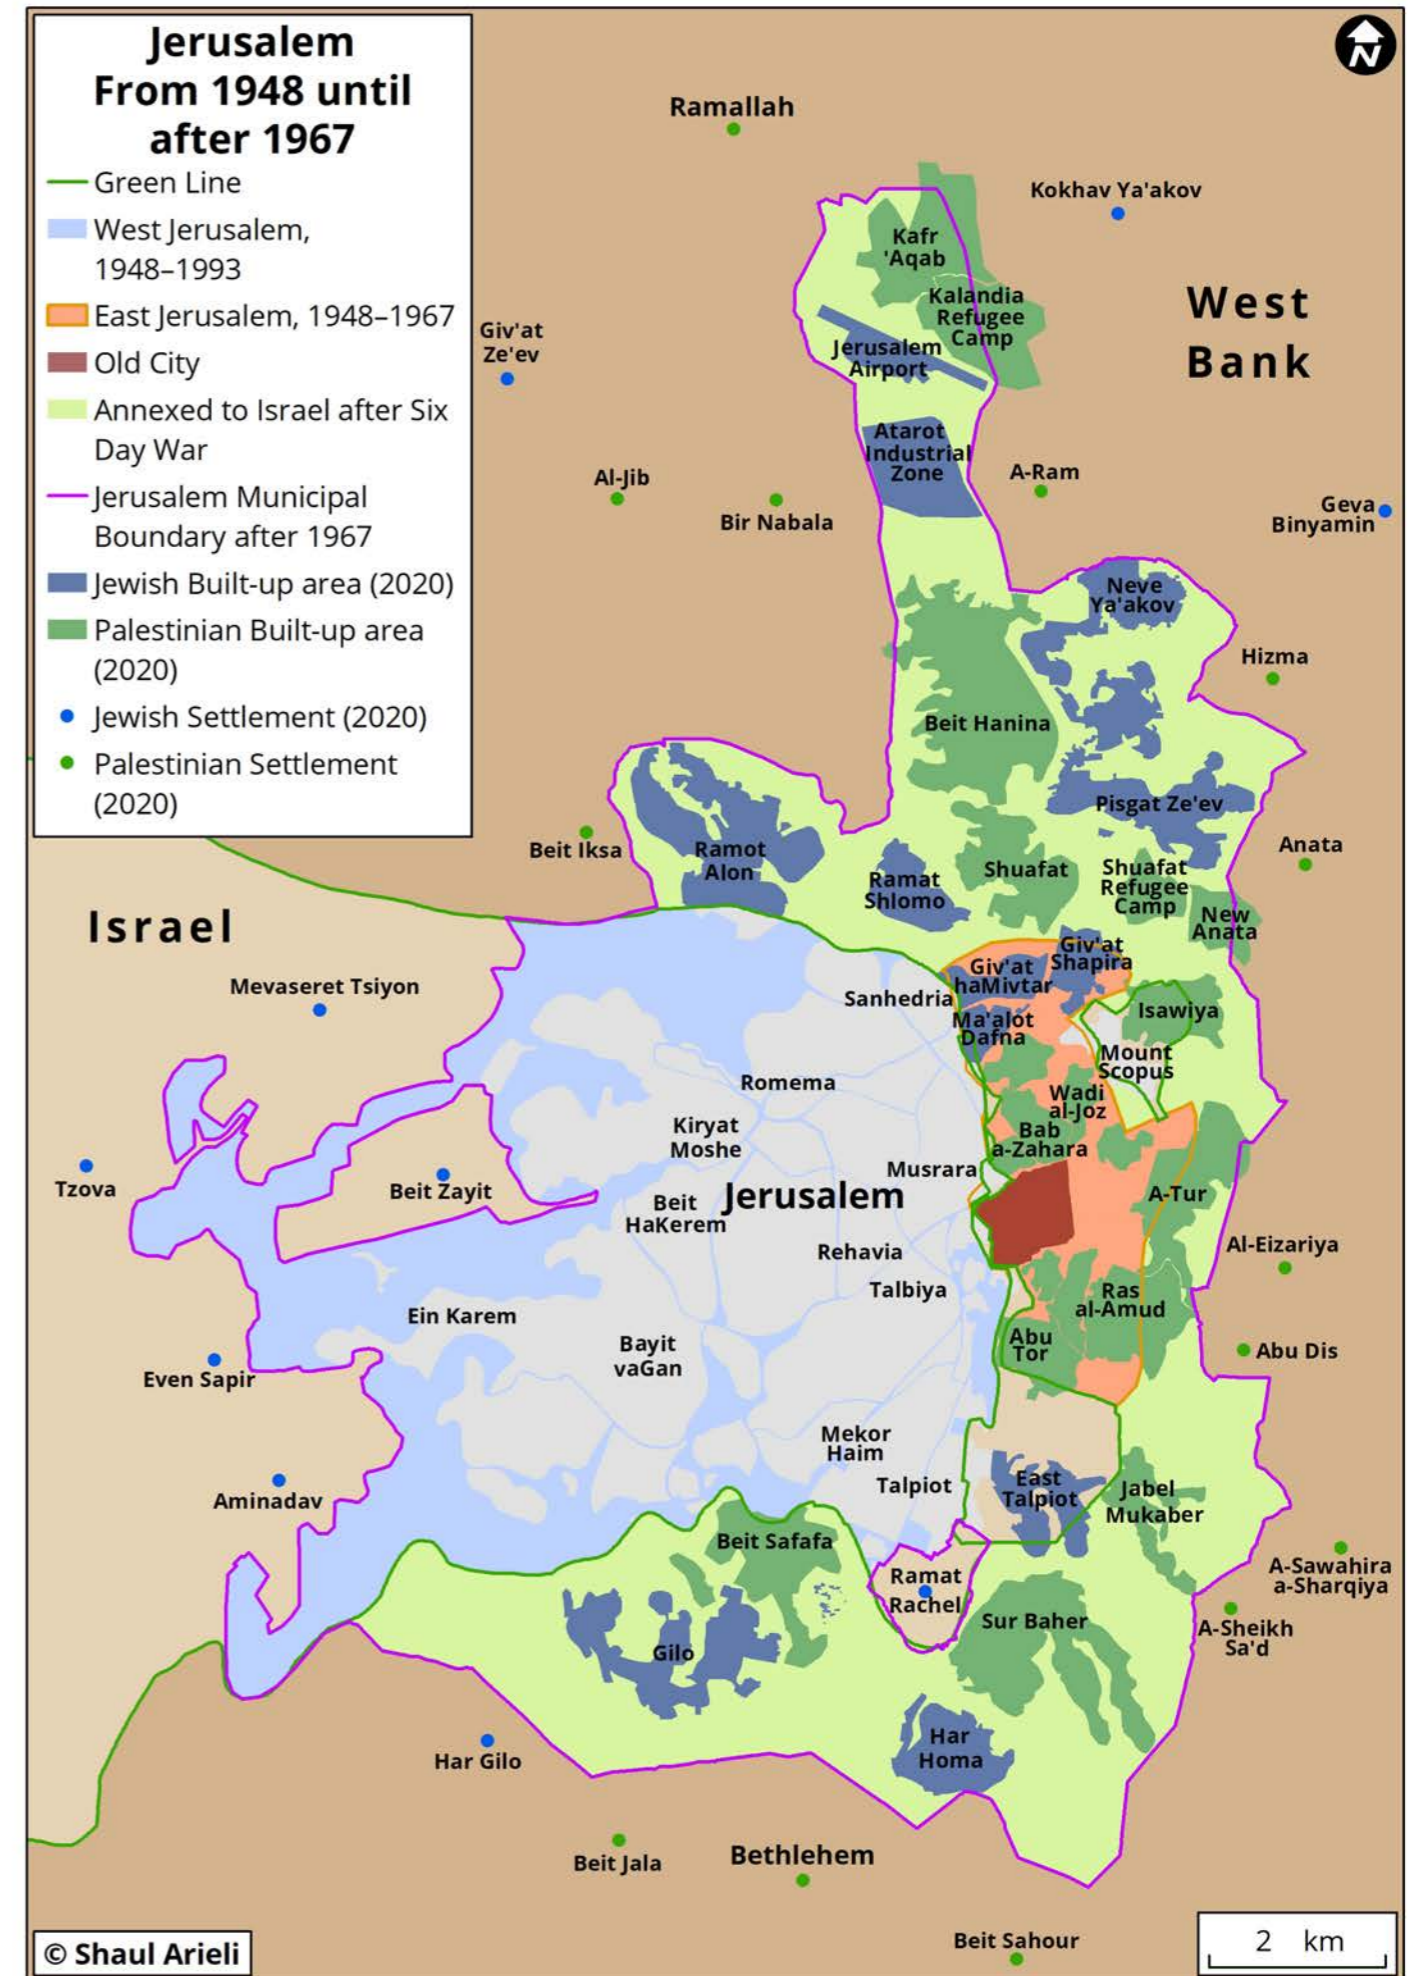 Jerusalem
From 1948 until
after 1967
Green Line
West Jerusalem,
1948–1993
East Jerusalem, 1948–1967
Old City
Annexed to Israel after Six
Day War
Jerusalem Municipal
Boundary after 1967
Jewish Built-up area (2020)
Palestinian Built-up area
(2020)
Jewish Settlement (2020)
Palestinian Settlement
(2020)
N
Ramallah
Kokhav Ya'akov
West
Bank
Kafr
'Aqab
Kalandia
Refugee
Camp
Giv'at
Ze'ev
Jerusalem
Airport
Atarot
Industrial
Zone
A-Ram
Al-Jib
Bir Nabala
Geva
Binyamin
Neve
Ya'akov
Hizma
Beit Hanina
Pisgat Ze'ev
Beit Iksa
Ramot
Alon
Ramat
Shlomo
Shuafat
Shuafat
Refugee
Camp
Anata
New
Anata
Israel
Mevaseret Tsiyon
Sanhedria
Giv'at
haMivtar
Giv'at
Shapira
Ma'alot
Dafna
Isawiya
Mount
Scopus
Romema
Wadi
al-Joz
Kiryat
Moshe
Bab
a-Zahara
Musrara
Tzova
Beit Zayit
Beit
HaKerem
Jerusalem
A-Tur
Rehavia
Al-Eizariya
Talbiya
Ras
al-Amud
Ein Karem
Bayit
vaGan
Abu
Tor
Abu Dis
Even Sapir
Mekor
Haim
Talpiot
East
Talpiot
Jabel
Mukaber
Aminadav
Beit Safafa
Ramat
Rachel
A-Sawahira
a-Sharqiya
Sur Baher
A-Sheikh
Sa'd
Gilo
Har
Homa
Har Gilo
Beit Jala
Bethlehem
Beit Sahour
© Shaul Arieli
2 km